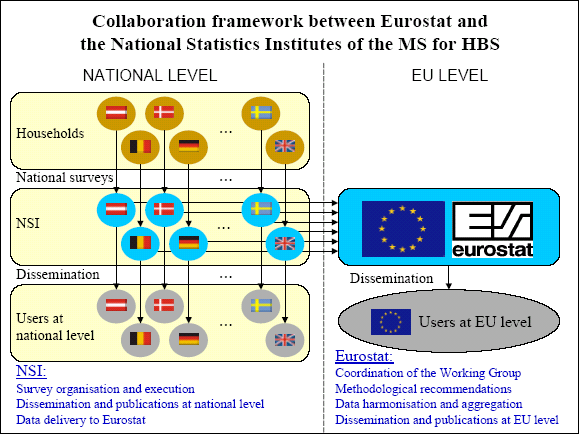 Collaboration framework between Eurostat and
the National Statistics Institutes of the MS for HBS
NATIONAL LEVEL
EU LEVEL
Households
...
National surveys
...
NSI
eurostat
Dissemination
...
Dissemination
Users at
national level
...
Users at EU level
NSI:
Survey organisation and execution
Dissemination and publications at national level
Data delivery to Eurostat
Eurostat:
Coordination of the Working Group
Methodological recommendations
Data harmonisation and aggregation
Dissemination and publications at EU level